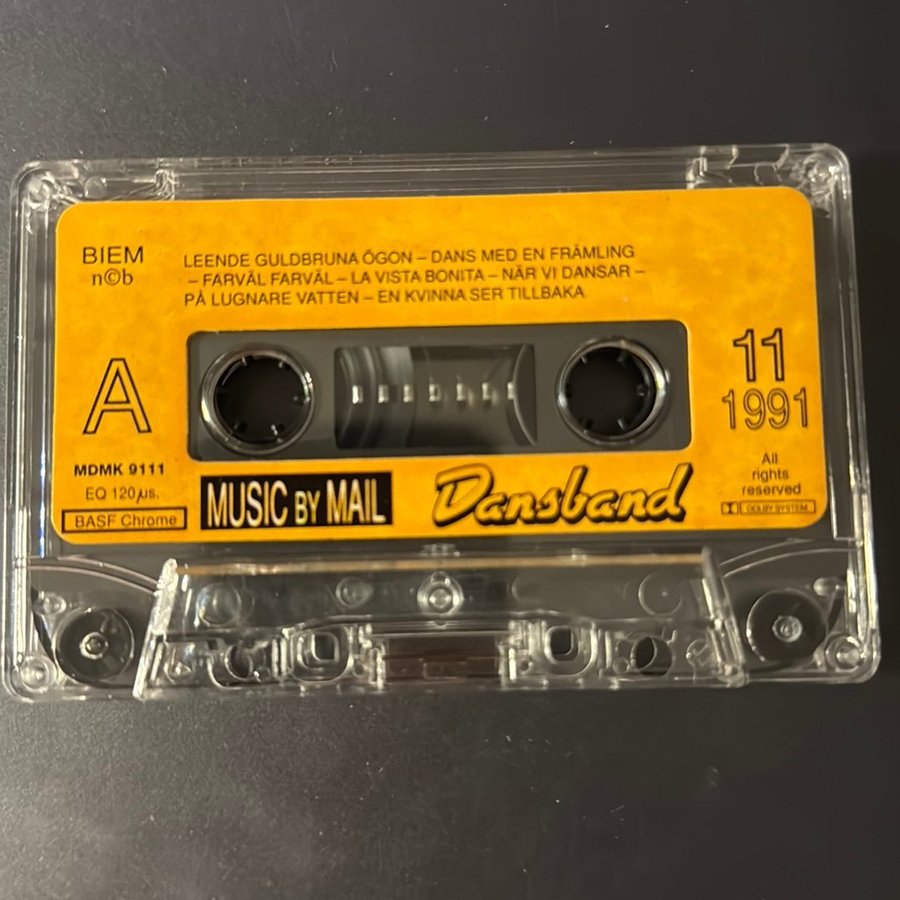 BIEM
n©b
LEENDE GULDBRUNA ÖGON – DANS MED EN FRÄMLING
– FARVÄL FARVÄL – LA VISTA BONITA – NÄR VI DANSAR –
PÅ LUGNARE VATTEN – EN KVINNA SER TILLBAKA
A
11
1991
MDMK 9111
EQ 120 µs.
BASF Chrome
MUSIC BY MAIL
Dansband
All
rights
reserved
DOLBY SYSTEM